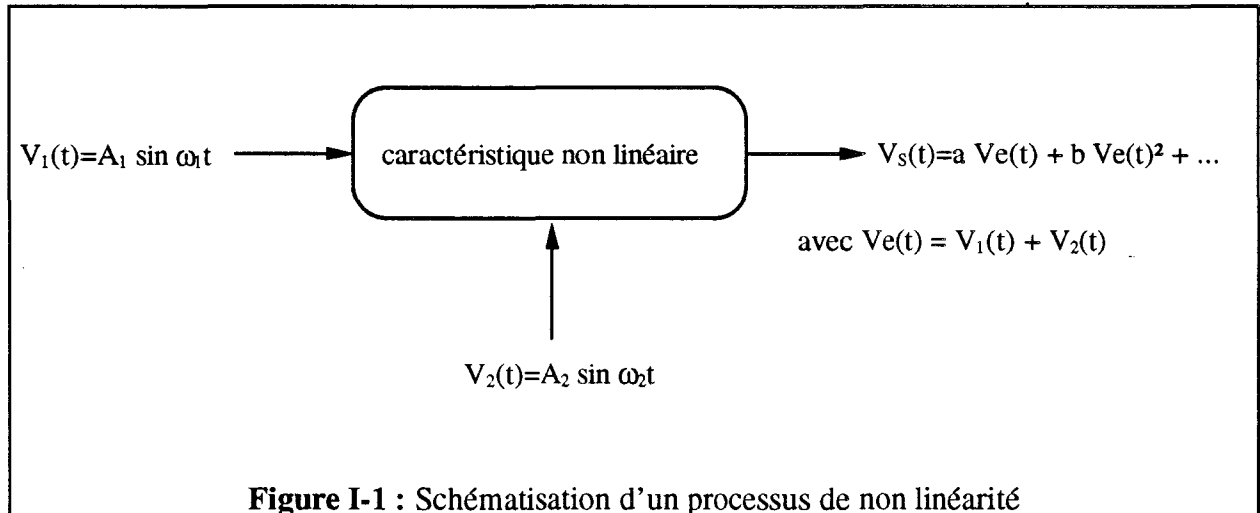 V₁(t)=A₁ sin ω₁t
caractéristique non linéaire
Vₛ(t)=a Ve(t) + b Ve(t)² + ...
avec Ve(t) = V₁(t) + V₂(t)
V₂(t)=A₂ sin ω₂t
Figure I-1 : Schématisation d'un processus de non linéarité